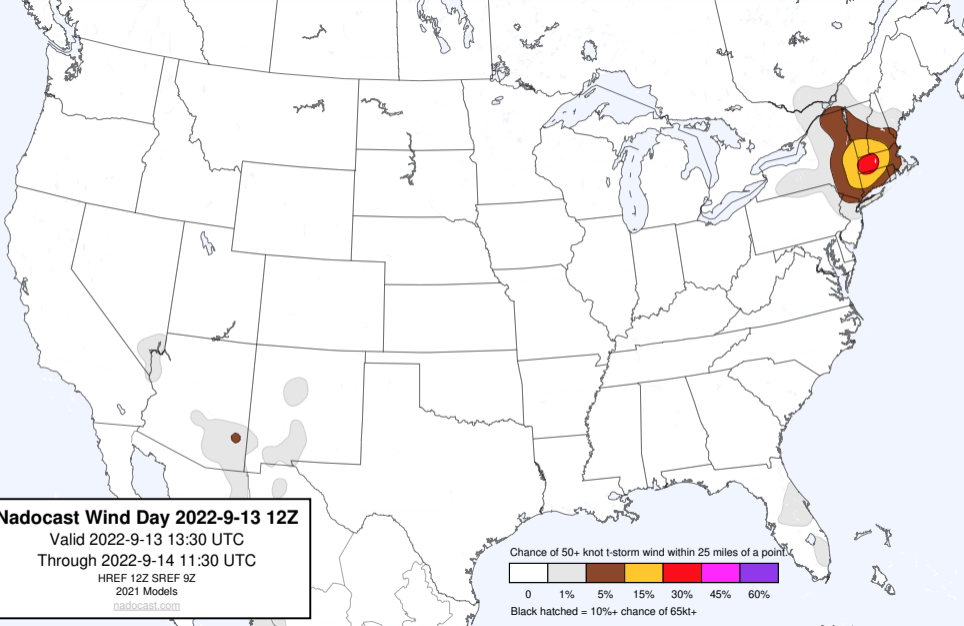 Nadocast Wind Day 2022-9-13 12Z
Valid 2022-9-13 13:30 UTC
Through 2022-9-14 11:30 UTC
HREF 12Z SREF 9Z
2021 Models
nadocast.com
Chance of 50+ knot t-storm wind within 25 miles of a point.
0 1% 5% 15% 30% 45% 60%
Black hatched = 10%+ chance of 65kt+